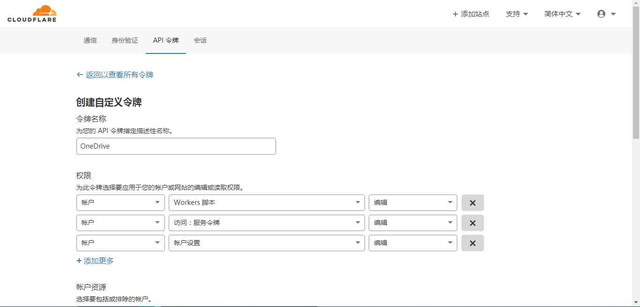 CLOUDFLARE
+ 添加站点 支持 简体中文
通信 身份验证 API 令牌 会话
← 返回以查看所有令牌
创建自定义令牌
令牌名称
为您的 API 令牌指定描述性名称。
OneDrive
权限
为此令牌选择要应用于您的帐户或网站的编辑或读取权限。
帐户 Workers 脚本 编辑
帐户 访问：服务令牌 编辑
帐户 帐户设置 编辑
+ 添加更多
帐户资源
选择要包括或排除的帐户。